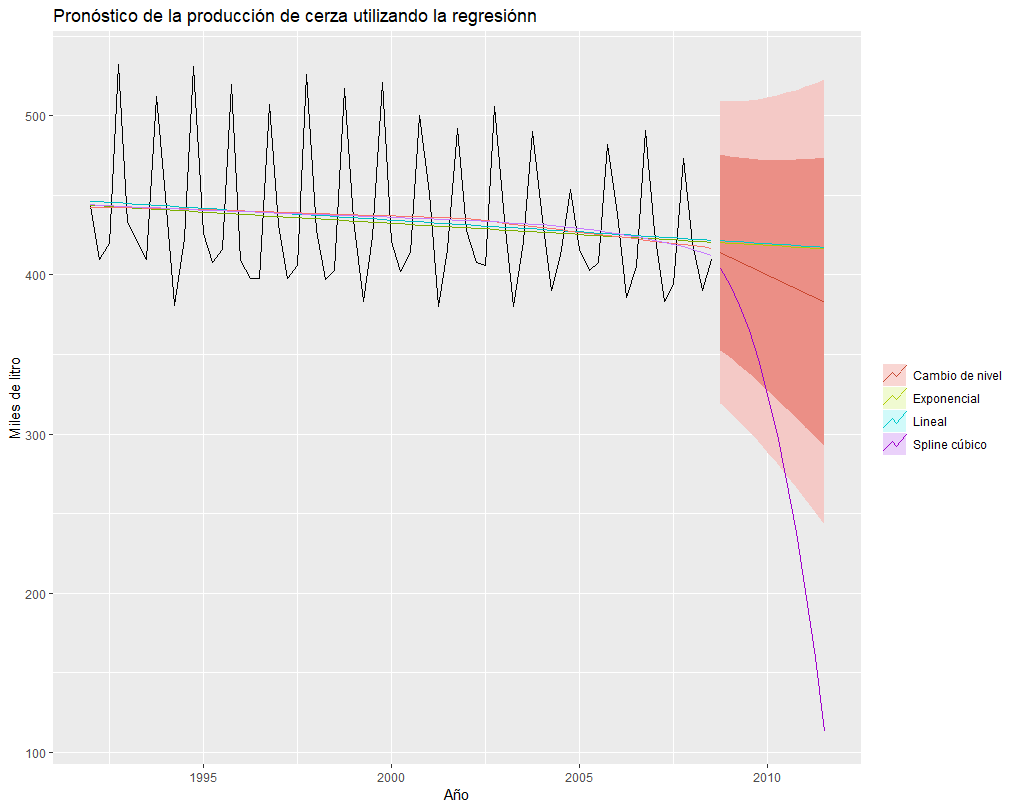 Pronóstico de la producción de cerza utilizando la regresiónn
500
400
300
200
100
Miles de litro
1995
2000
2005
2010
Año
Cambio de nivel
Exponencial
Lineal
Spline cúbico